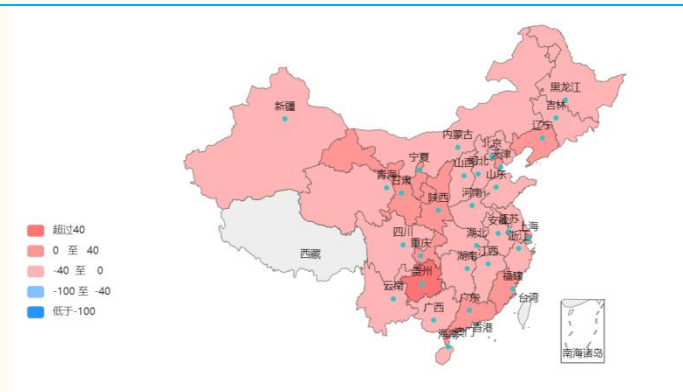 黑龙江
吉林
新疆
辽宁
内蒙古
北京
天津
宁夏
山西
河北
青海
甘肃
山东
陕西
河南
安徽
江苏
上海
四川
湖北
浙江
重庆
超过40
0 至 40
西藏
湖南
江西
-40 至 0
贵州
福建
-100 至 -40
云南
台湾
低于-100
广西
广东
香港
海南
澳门
南海诸岛